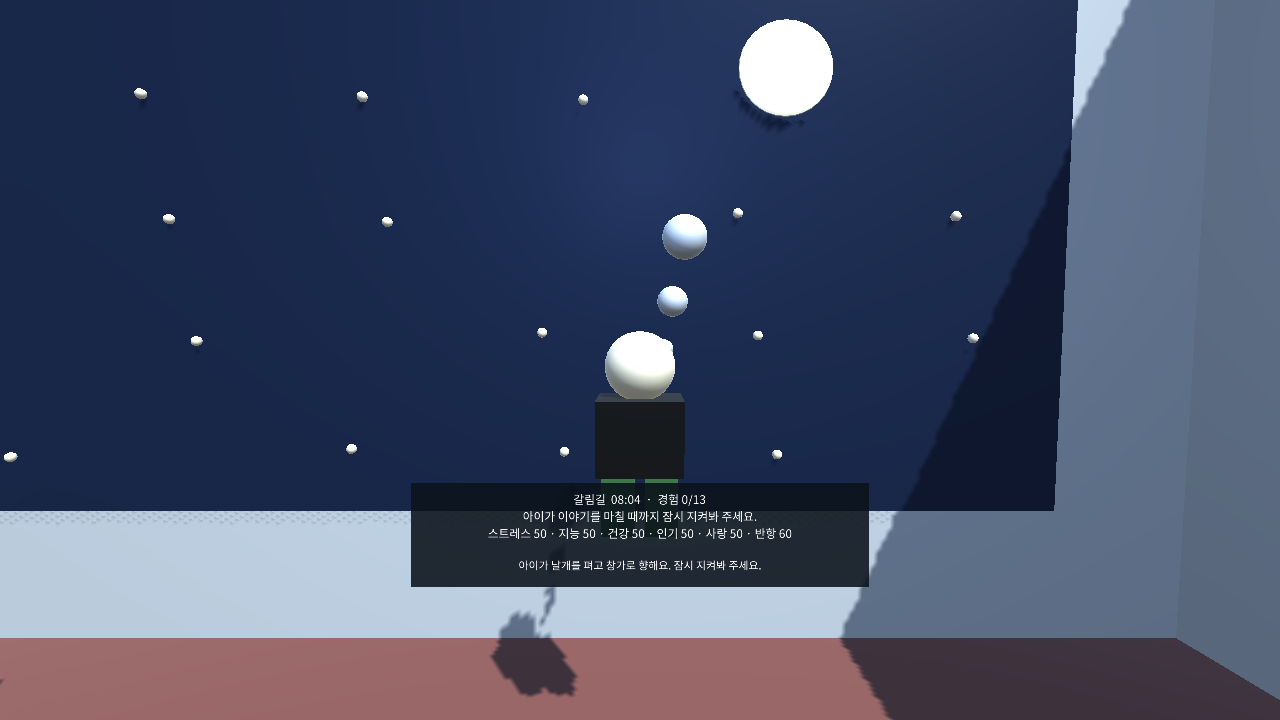 갈림길 08:04 · 경험 0/13
아이가 이야기를 마칠 때까지 잠시 지켜봐 주세요.
스트레스 50 · 지능 50 · 건강 50 · 인기 50 · 사랑 50 · 반항 60
아이가 날개를 펴고 창가로 향해요. 잠시 지켜봐 주세요.